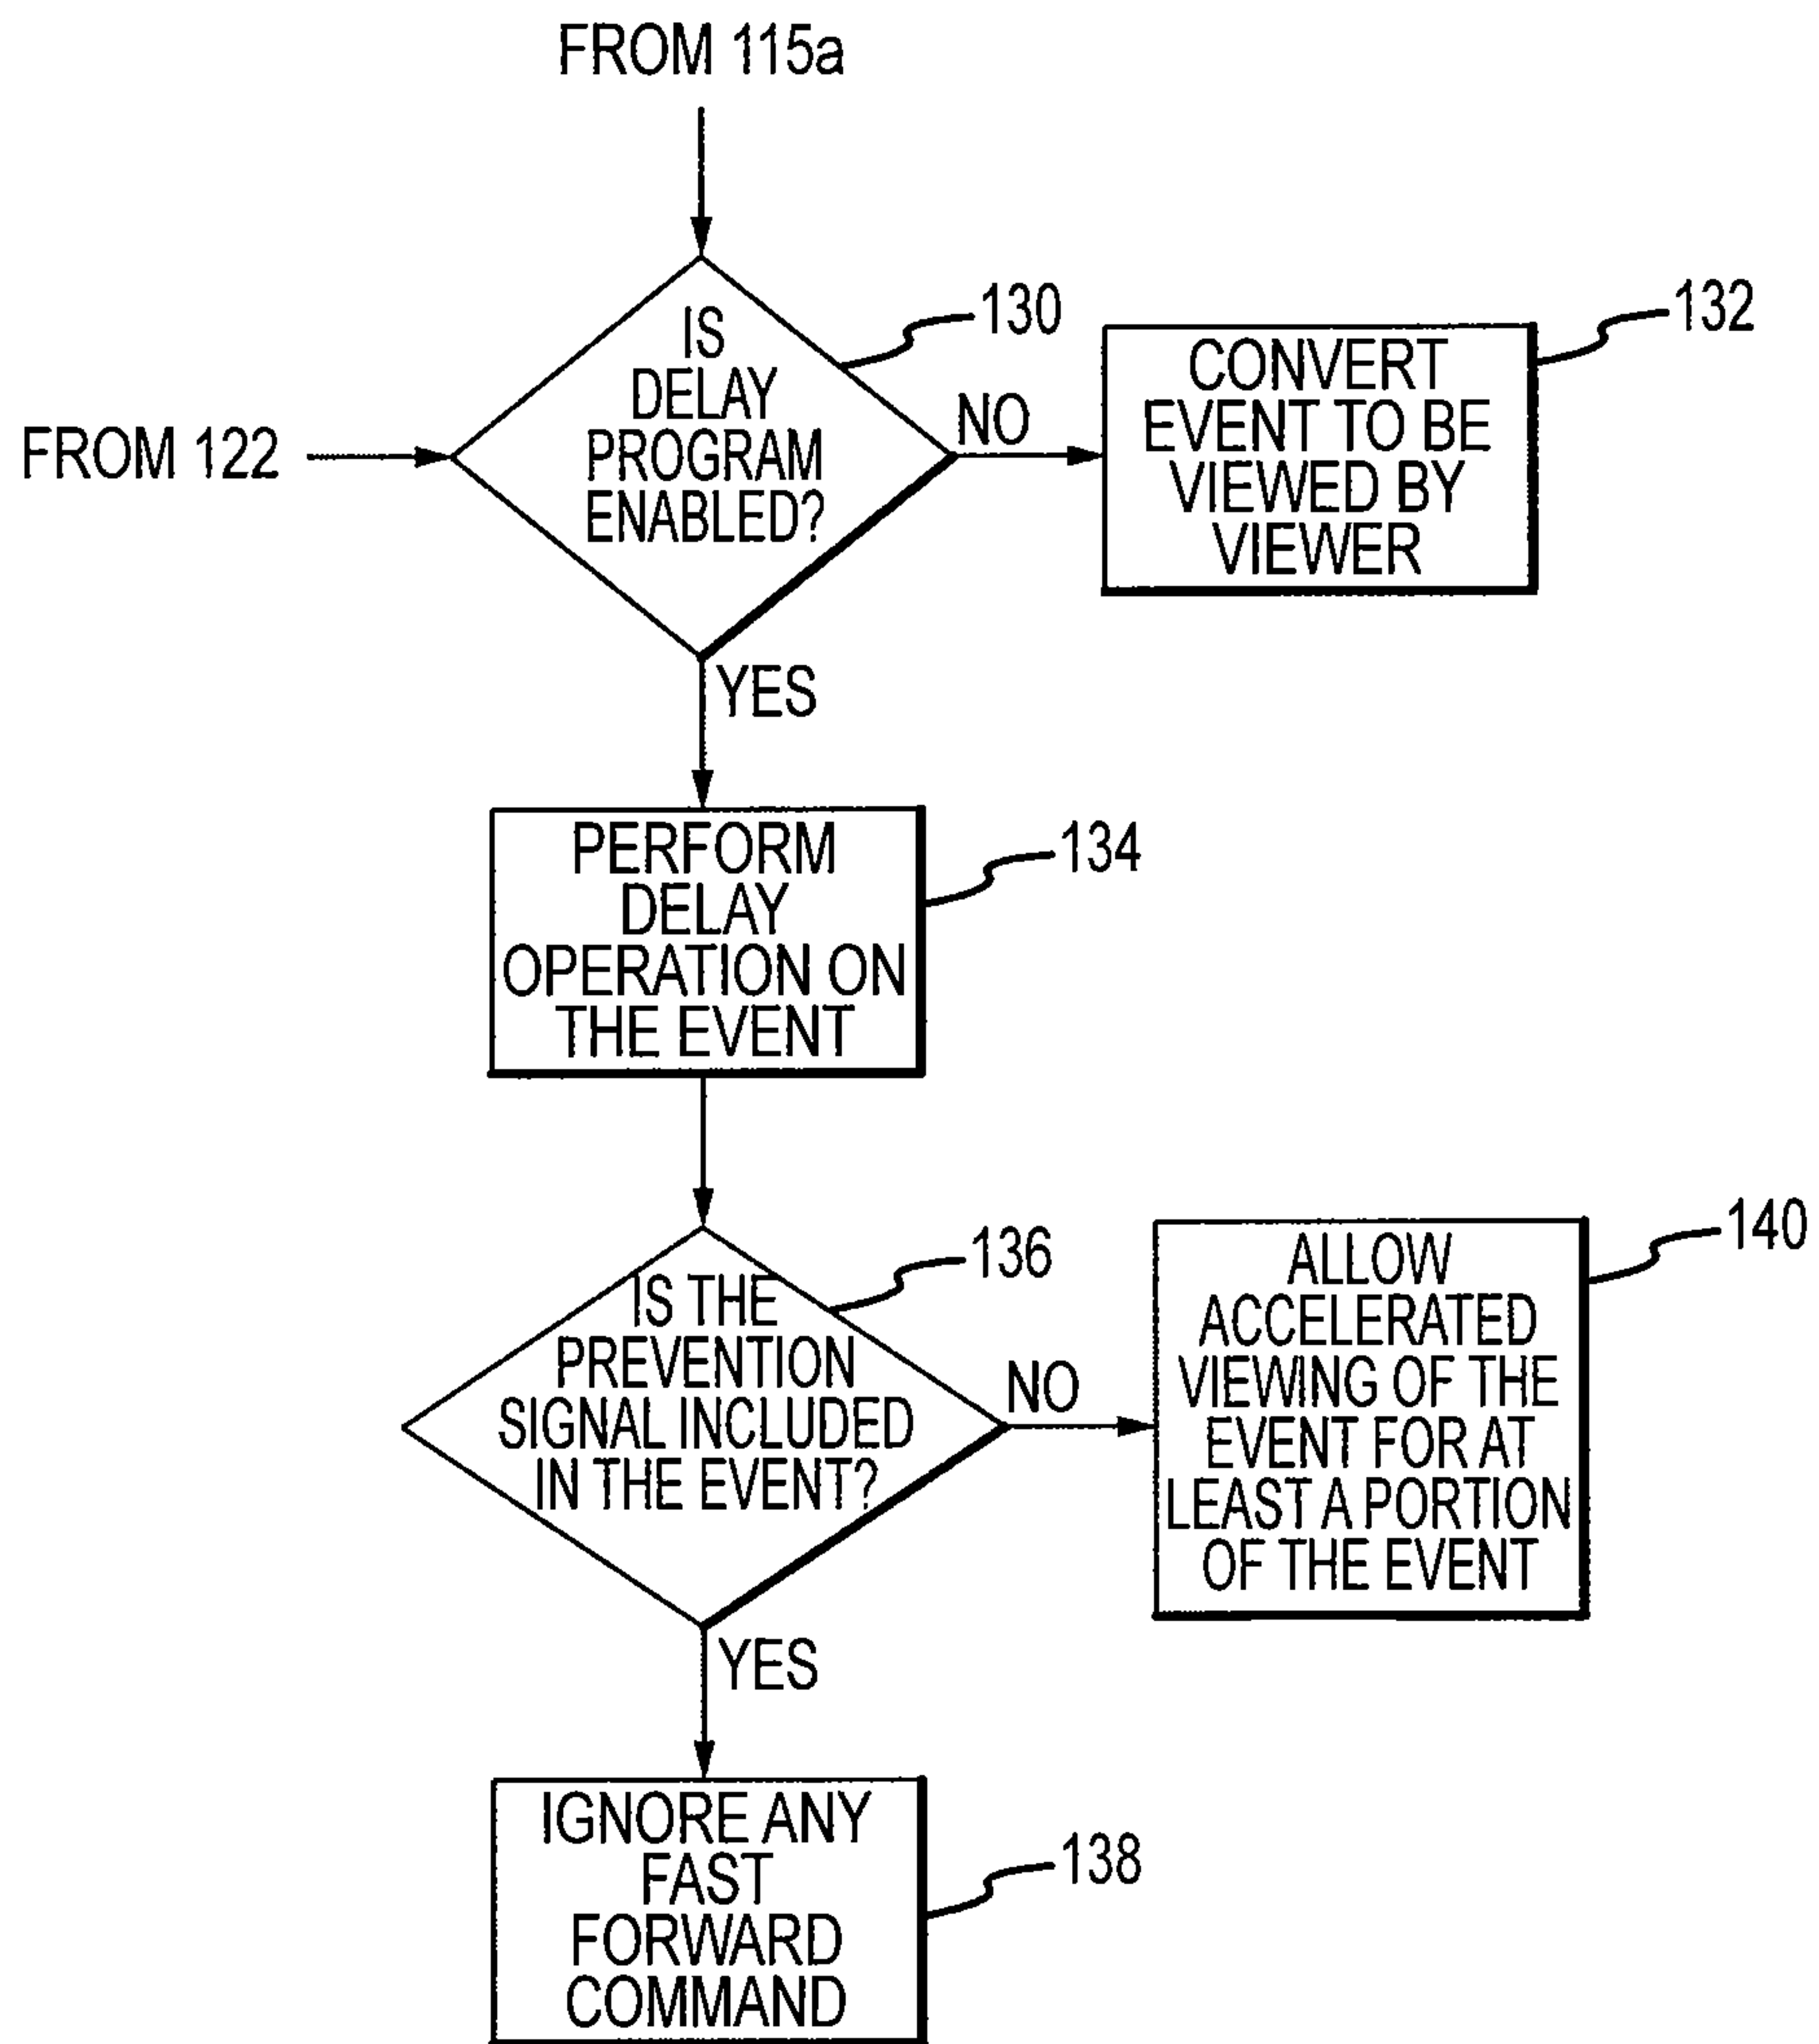 FROM 115a
FROM 122
IS
DELAY
PROGRAM
ENABLED?
130
NO
CONVERT
EVENT TO BE
VIEWED BY
VIEWER
132
YES
PERFORM
DELAY
OPERATION ON
THE EVENT
134
IS THE
PREVENTION
SIGNAL INCLUDED
IN THE EVENT?
136
NO
ALLOW
ACCELERATED
VIEWING OF THE
EVENT FOR AT
LEAST A PORTION
OF THE EVENT
140
YES
IGNORE ANY
FAST
FORWARD
COMMAND
138